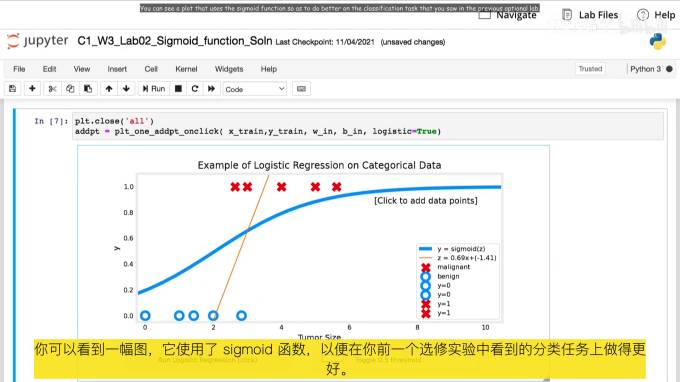 You can see a plot that uses the sigmoid function so as to do better on the classification task that you saw in the previous optional lab.
Navigate Lab Files Help
jupyter C1_W3_Lab02_Sigmoid_function_Soln Last Checkpoint: 11/04/2021 (unsaved changes)
File Edit View Insert Cell Kernel Widgets Help Trusted Python 3
Run Code
In [7]: plt.close('all')
addpt = plt_one_addpt_onclick( x_train,y_train, w_in, b_in, logistic=True)
Example of Logistic Regression on Categorical Data
1.0
[Click to add data points]
0.8
0.6
y
0.4
0.2
0.0
y = sigmoid(z)
z = 0.69x+(-1.41)
malignant
benign
y=0
y=0
y=1
y=1
0 2 4 6 8 10
Tumor Size
你可以看到一幅图，它使用了 sigmoid 函数，以便在你前一个选修实验中看到的分类任务上做得更
好。